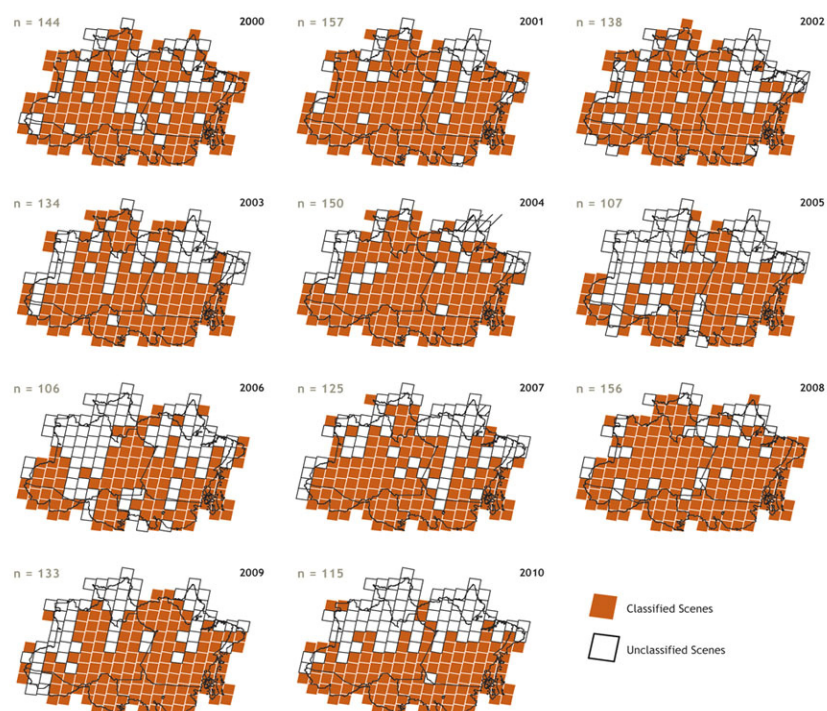 n = 144 2000
n = 157 2001
n = 138 2002
n = 134 2003
n = 150 2004
n = 107 2005
n = 106 2006
n = 125 2007
n = 156 2008
n = 133 2009
n = 115 2010
Classified Scenes
Unclassified Scenes